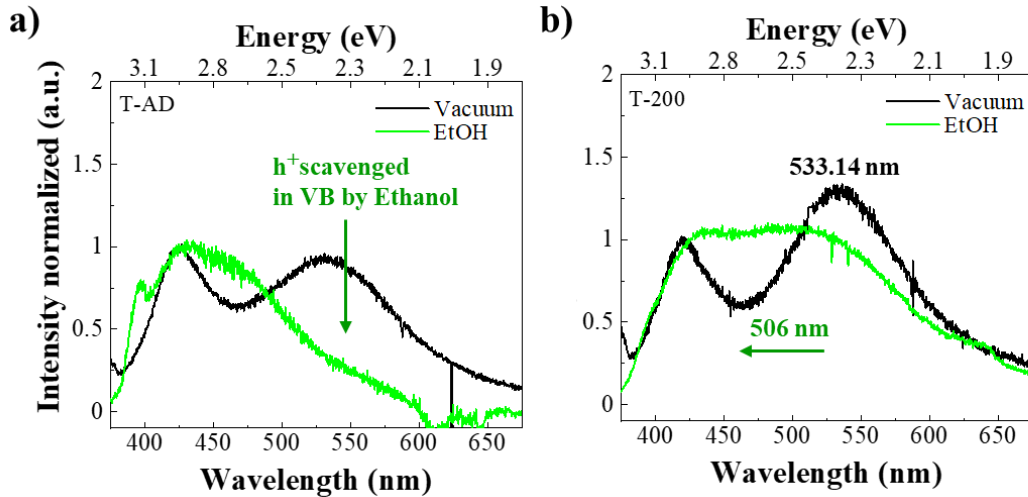 a)
Energy (eV)
3.1 2.8 2.5 2.3 2.1 1.9
T-AD
Vacuum
EtOH
h⁺scavenged
in VB by Ethanol
2
1.5
1
0.5
0
Intensity normalized (a.u.)
400 450 500 550 600 650
Wavelength (nm)
b)
Energy (eV)
3.1 2.8 2.5 2.3 2.1 1.9
T-200
Vacuum
EtOH
533.14 nm
506 nm
2
1.5
1
0.5
0
400 450 500 550 600 650
Wavelength (nm)